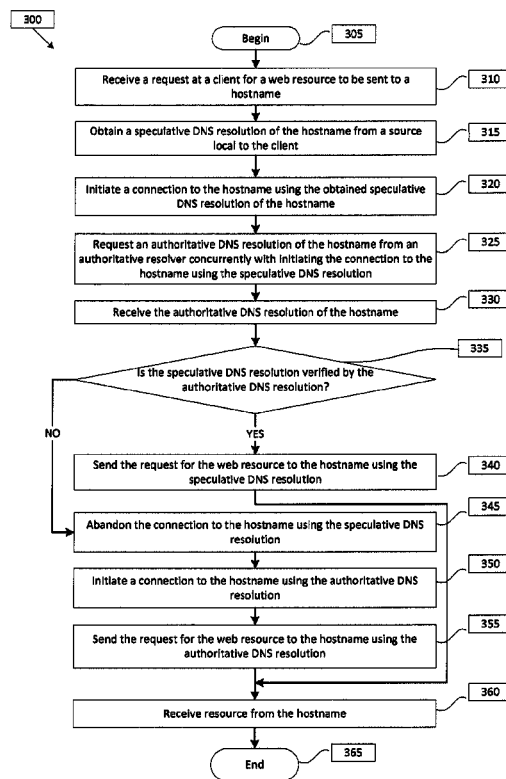 300
Begin
305
Receive a request at a client for a web resource to be sent to a
hostname
310
Obtain a speculative DNS resolution of the hostname from a source
local to the client
315
Initiate a connection to the hostname using the obtained speculative
DNS resolution of the hostname
320
Request an authoritative DNS resolution of the hostname from an
authoritative resolver concurrently with initiating the connection to the
hostname using the speculative DNS resolution
325
Receive the authoritative DNS resolution of the hostname
330
335
Is the speculative DNS resolution verified by the
authoritative DNS resolution?
NO
YES
Send the request for the web resource to the hostname using the
speculative DNS resolution
340
Abandon the connection to the hostname using the speculative DNS
resolution
345
Initiate a connection to the hostname using the authoritative DNS
resolution
350
Send the request for the web resource to the hostname using the
authoritative DNS resolution
355
Receive resource from the hostname
360
End
365